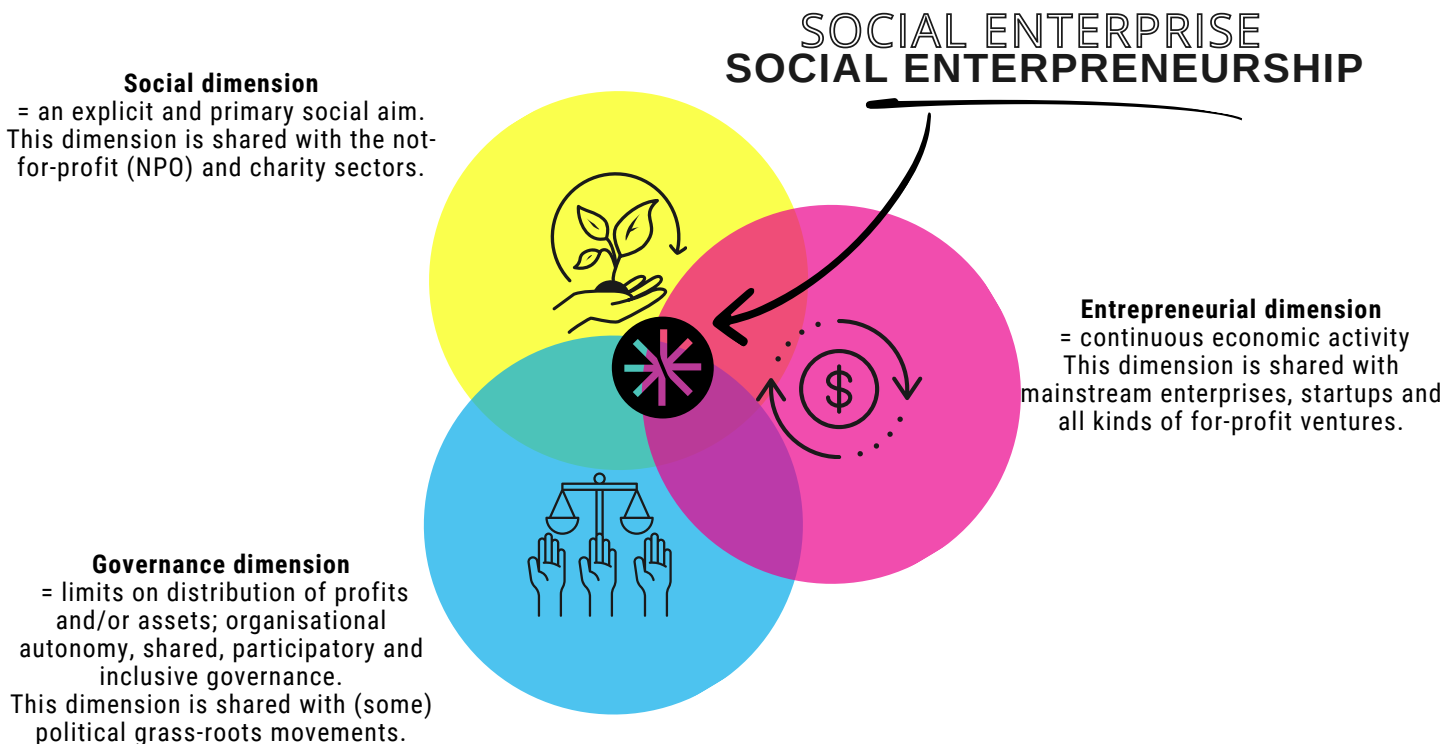 SOCIAL ENTERPRISE
SOCIAL ENTERPRENEURSHIP
Social dimension
= an explicit and primary social aim.
This dimension is shared with the not-
for-profit (NPO) and charity sectors.
Entrepreneurial dimension
= continuous economic activity
This dimension is shared with
mainstream enterprises, startups and
all kinds of for-profit ventures.
$
Governance dimension
= limits on distribution of profits
and/or assets; organisational
autonomy, shared, participatory and
inclusive governance.
This dimension is shared with (some)
political grass-roots movements.